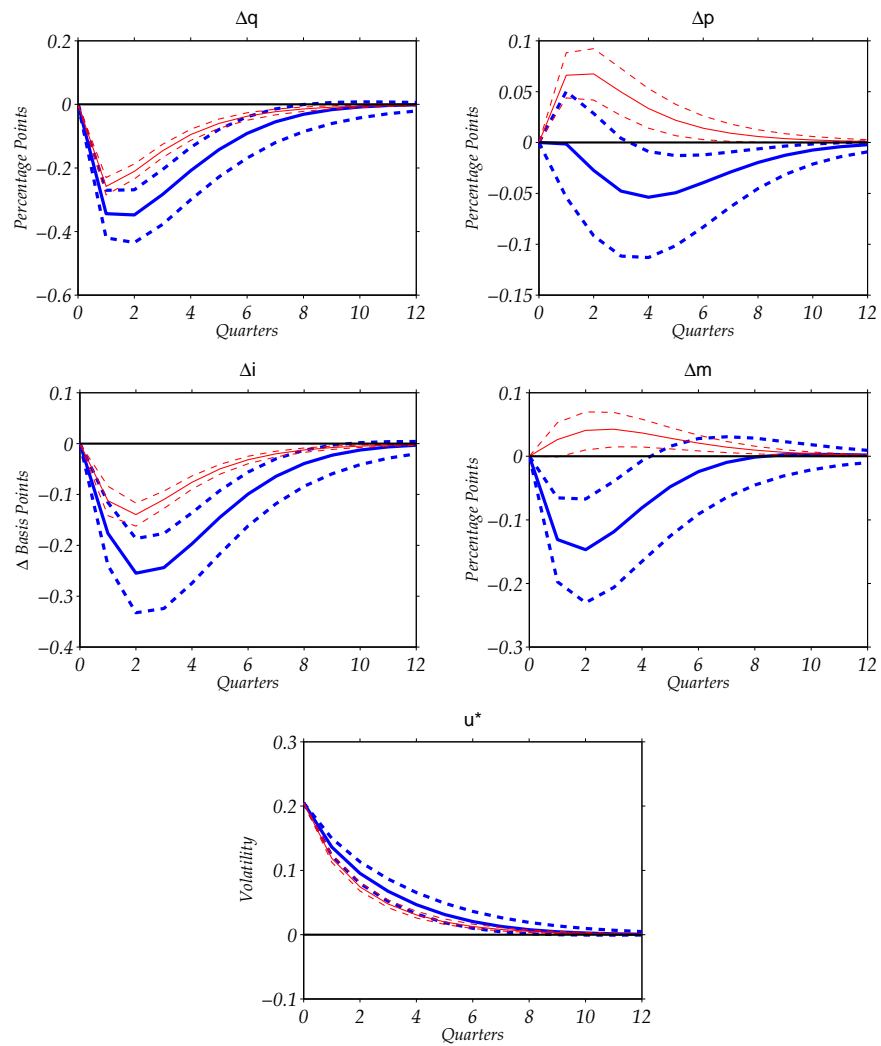 Δq
0.2
0
−0.2
−0.4
−0.6
Percentage Points
0 2 4 6 8 10 12
Quarters
Δp
0.1
0.05
0
−0.05
−0.1
−0.15
Percentage Points
0 2 4 6 8 10 12
Quarters
Δi
0.1
0
−0.1
−0.2
−0.3
−0.4
Δ Basis Points
0 2 4 6 8 10 12
Quarters
Δm
0.1
0
−0.1
−0.2
−0.3
Percentage Points
0 2 4 6 8 10 12
Quarters
u*
0.3
0.2
0.1
0
−0.1
Volatility
0 2 4 6 8 10 12
Quarters